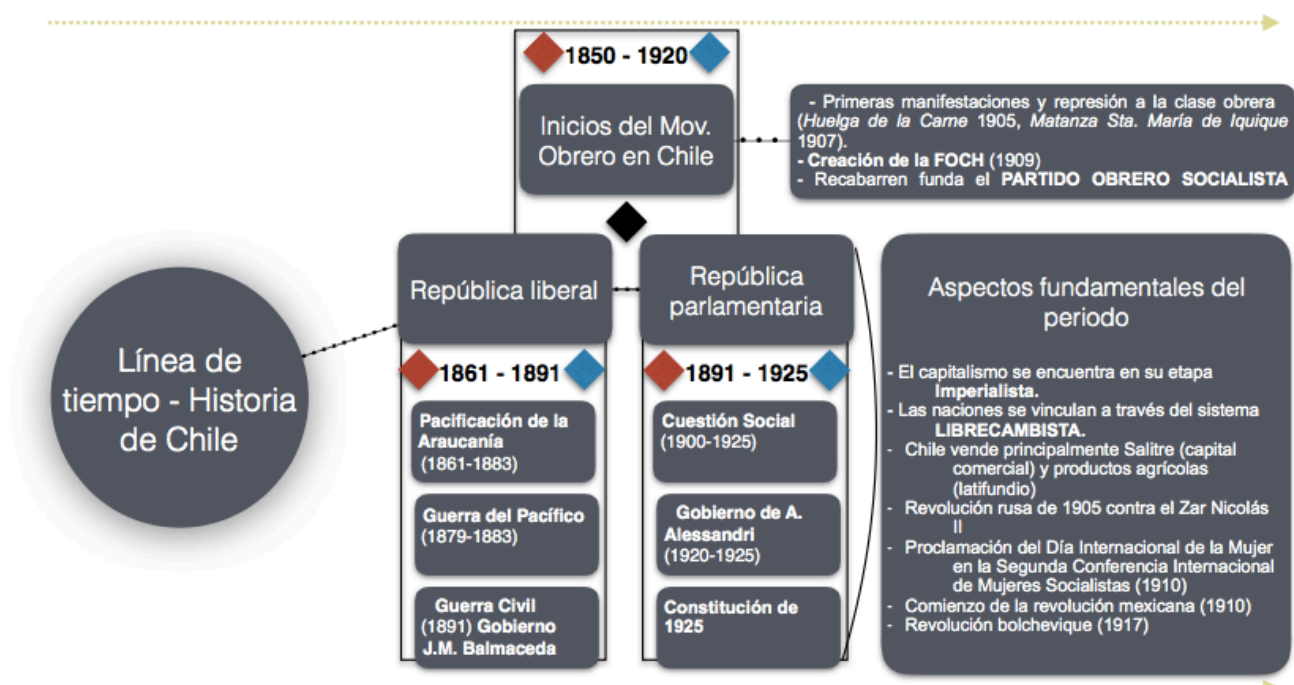 1850 - 1920
Inicios del Mov.
Obrero en Chile
- Primeras manifestaciones y represión a la clase obrera
(Huelga de la Carne 1905, Matanza Sta. María de Iquique
1907).
- Creación de la FOCH (1909)
- Recabarren funda el PARTIDO OBRERO SOCIALISTA
Línea de
tiempo - Historia
de Chile
República liberal
1861 - 1891
Pacificación de la
Araucanía
(1861-1883)
Guerra del Pacífico
(1879-1883)
Guerra Civil
(1891) Gobierno
J.M. Balmaceda
República
parlamentaria
1891 - 1925
Cuestión Social
(1900-1925)
Gobierno de A.
Alessandri
(1920-1925)
Constitución de
1925
Aspectos fundamentales del
periodo
- El capitalismo se encuentra en su etapa
Imperialista.
- Las naciones se vinculan a través del sistema
LIBRECAMBISTA.
- Chile vende principalmente Salitre (capital
comercial) y productos agrícolas
(latifundio)
- Revolución rusa de 1905 contra el Zar Nicolás
II
- Proclamación del Día Internacional de la Mujer
en la Segunda Conferencia Internacional
de Mujeres Socialistas (1910)
- Comienzo de la revolución mexicana (1910)
- Revolución bolchevique (1917)